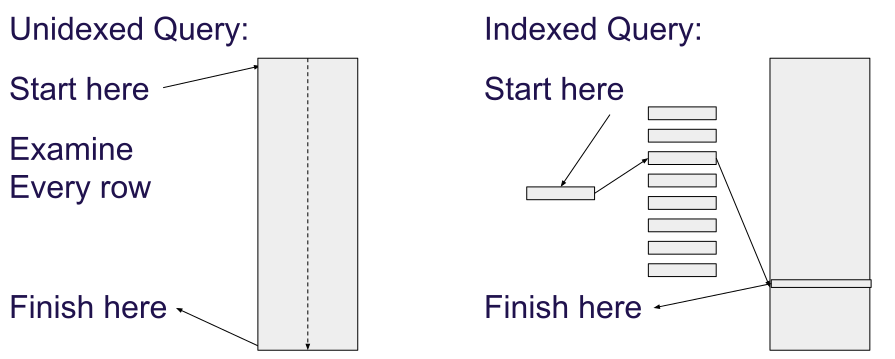 Unidexed Query:
Start here
Examine
Every row
Finish here
Indexed Query:
Start here
Finish here